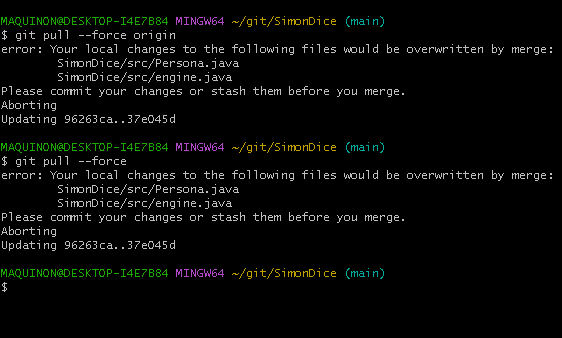 MAQUINON@DESKTOP-I4E7B84 MINGW64 ~/git/SimonDice (main)
$ git pull --force origin
error: Your local changes to the following files would be overwritten by merge:
        SimonDice/src/Persona.java
        SimonDice/src/engine.java
Please commit your changes or stash them before you merge.
Aborting
Updating 96263ca..37e045d
MAQUINON@DESKTOP-I4E7B84 MINGW64 ~/git/SimonDice (main)
$ git pull --force
error: Your local changes to the following files would be overwritten by merge:
        SimonDice/src/Persona.java
        SimonDice/src/engine.java
Please commit your changes or stash them before you merge.
Aborting
Updating 96263ca..37e045d
MAQUINON@DESKTOP-I4E7B84 MINGW64 ~/git/SimonDice (main)
$